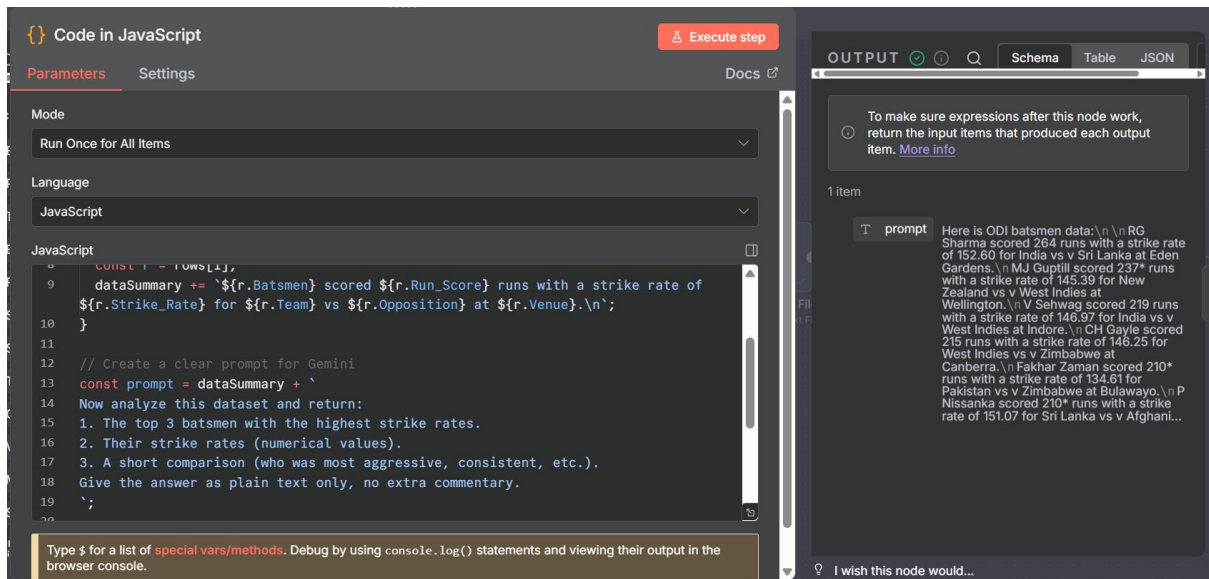 {} Code in JavaScript
Execute step
Parameters Settings Docs
Mode
Run Once for All Items
Language
JavaScript
JavaScript
9 dataSummary += `${r.Batsmen} scored ${r.Run_Score} runs with a strike rate of
${r.Strike_Rate} for ${r.Team} vs ${r.Opposition} at ${r.Venue}.\n`;
10 }
11
12 // Create a clear prompt for Gemini
13 const prompt = dataSummary + `
14 Now analyze this dataset and return:
15 1. The top 3 batsmen with the highest strike rates.
16 2. Their strike rates (numerical values).
17 3. A short comparison (who was most aggressive, consistent, etc.).
18 Give the answer as plain text only, no extra commentary.
19 `;
Type $ for a list of special vars/methods. Debug by using console.log() statements and viewing their output in the
browser console.
OUTPUT Schema Table JSON
To make sure expressions after this node work,
return the input items that produced each output
item. More info
1 item
T prompt
Here is ODI batsmen data:\n\nRG
Sharma scored 264 runs with a strike rate
of 152.60 for India vs v Sri Lanka at Eden
Gardens.\nMJ Guptill scored 237* runs
with a strike rate of 145.39 for New
Zealand vs v West Indies at
Wellington.\nV Sehwag scored 219 runs
with a strike rate of 146.97 for India vs v
West Indies at Indore.\nCH Gayle scored
215 runs with a strike rate of 146.25 for
West Indies vs v Zimbabwe at
Canberra.\nFakhar Zaman scored 210*
runs with a strike rate of 134.61 for
Pakistan vs v Zimbabwe at Bulawayo.\nP
Nissanka scored 210* runs with a strike
rate of 151.07 for Sri Lanka vs v Afghani...
I wish this node would...